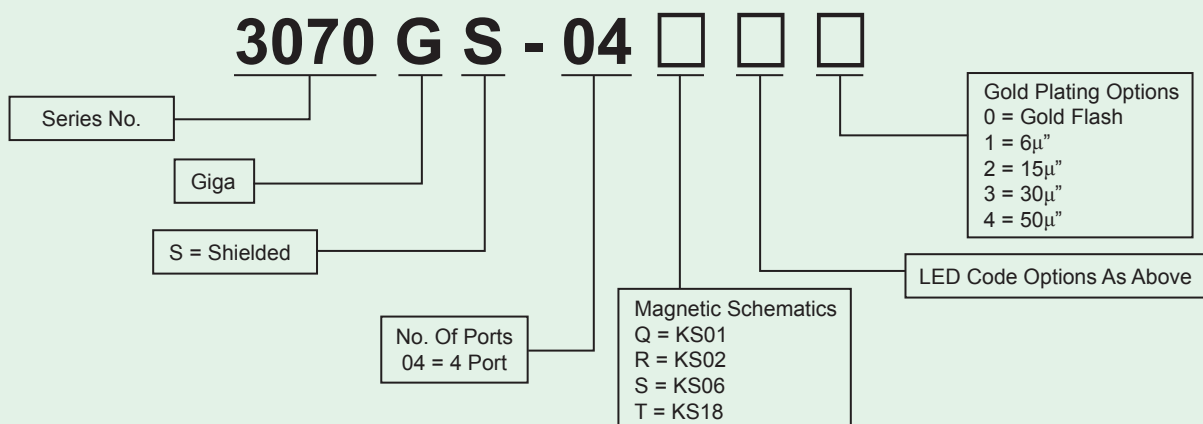 3070 G S - 04 □ □ □
Series No.
Giga
S = Shielded
No. Of Ports
04 = 4 Port
Magnetic Schematics
Q = KS01
R = KS02
S = KS06
T = KS18
LED Code Options As Above
Gold Plating Options
0 = Gold Flash
1 = 6μ”
2 = 15μ”
3 = 30μ”
4 = 50μ”